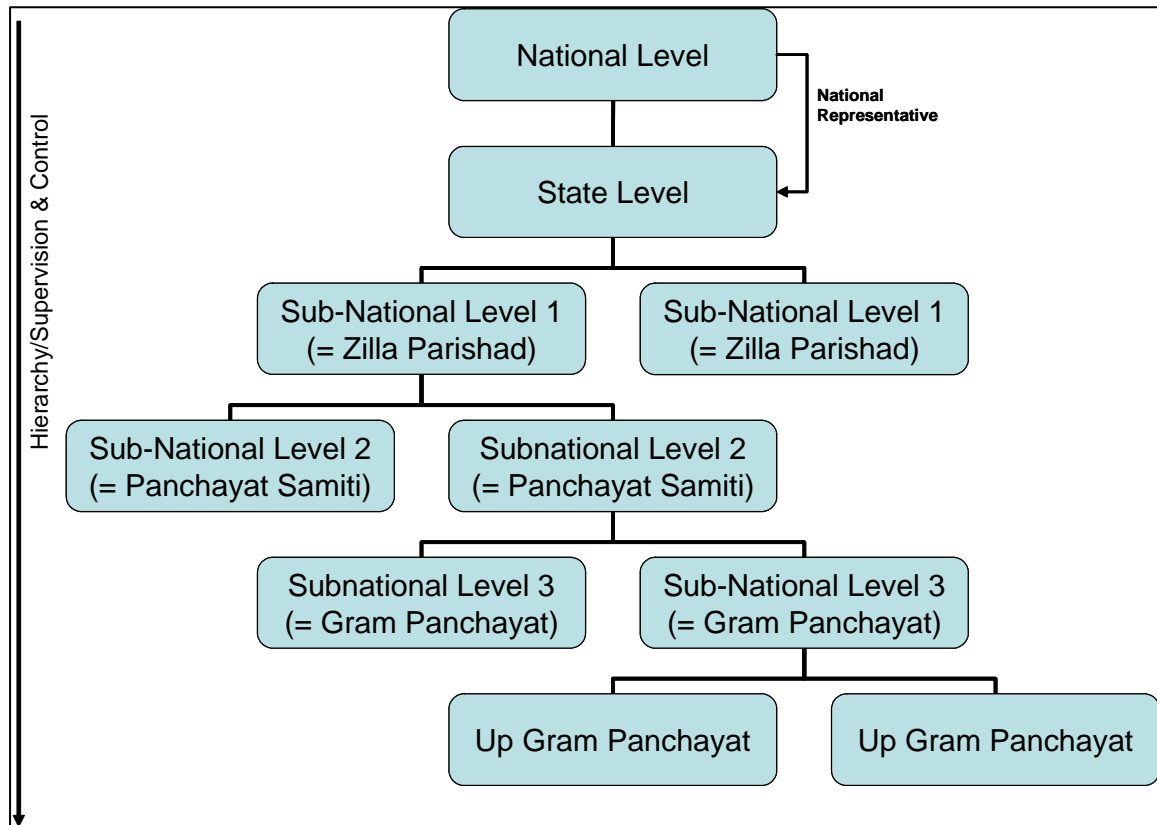 National Level
National
Representative
Hierarchy/Supervision & Control
State Level
Sub-National Level 1
(= Zilla Parishad)
Sub-National Level 1
(= Zilla Parishad)
Sub-National Level 2
(= Panchayat Samiti)
Subnational Level 2
(= Panchayat Samiti)
Subnational Level 3
(= Gram Panchayat)
Sub-National Level 3
(= Gram Panchayat)
Up Gram Panchayat
Up Gram Panchayat